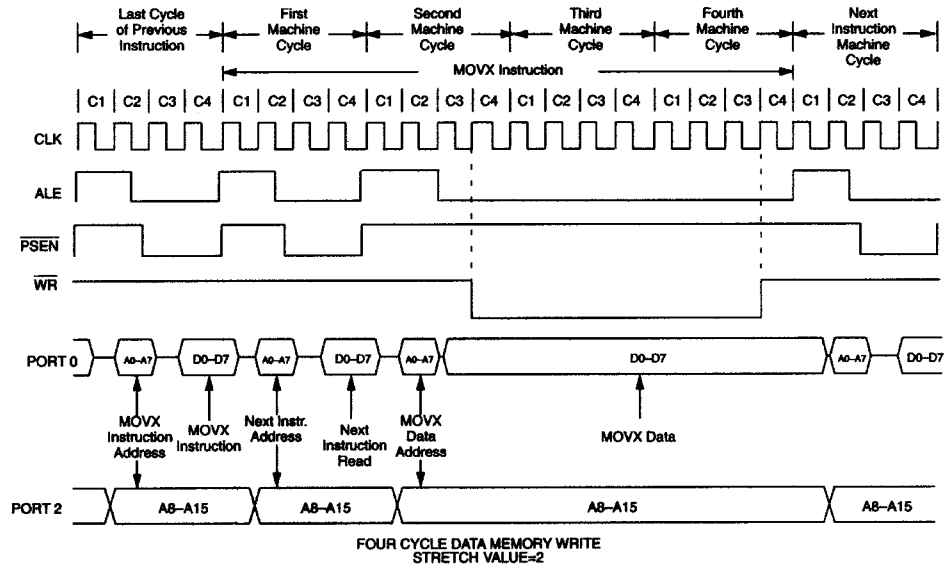 Last Cycle
of Previous
Instruction
First
Machine
Cycle
Second
Machine
Cycle
Third
Machine
Cycle
Fourth
Machine
Cycle
Next
Instruction
Machine
Cycle
MOVX Instruction
C1 C2 C3 C4 C1 C2 C3 C4 C1 C2 C3 C4 C1 C2 C3 C4 C1 C2 C3 C4 C1 C2 C3 C4
CLK
ALE
PSEN
WR
PORT 0
A0–A7 D0–D7 A0–A7 D0–D7 A0–A7 D0–D7 A0–A7 D0–D7
MOVX
Instruction
Address
MOVX
Instruction
Next Instr.
Address
Next
Instruction
Read
MOVX
Data
Address
MOVX Data
PORT 2
A8–A15 A8–A15 A8–A15 A8–A15
FOUR CYCLE DATA MEMORY WRITE
STRETCH VALUE=2